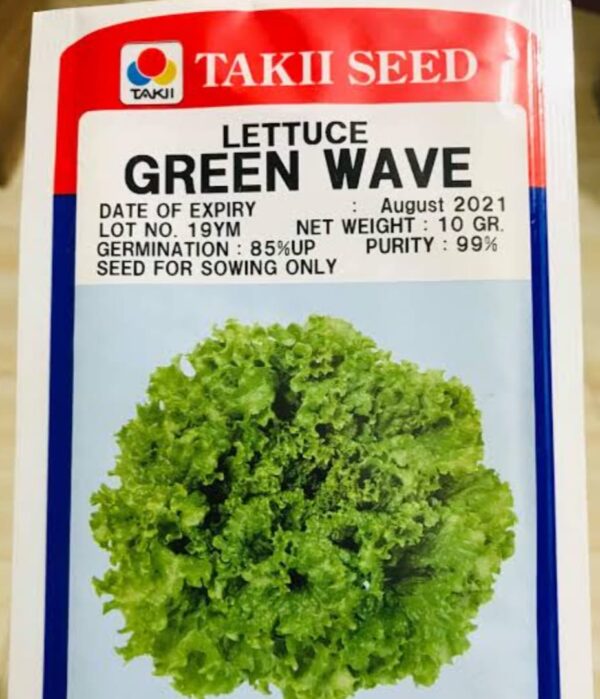 TAKII
TAKII SEED
LETTUCE
GREEN WAVE
DATE OF EXPIRY : August 2021
LOT NO. 19YM NET WEIGHT : 10 GR.
GERMINATION : 85%UP PURITY : 99%
SEED FOR SOWING ONLY